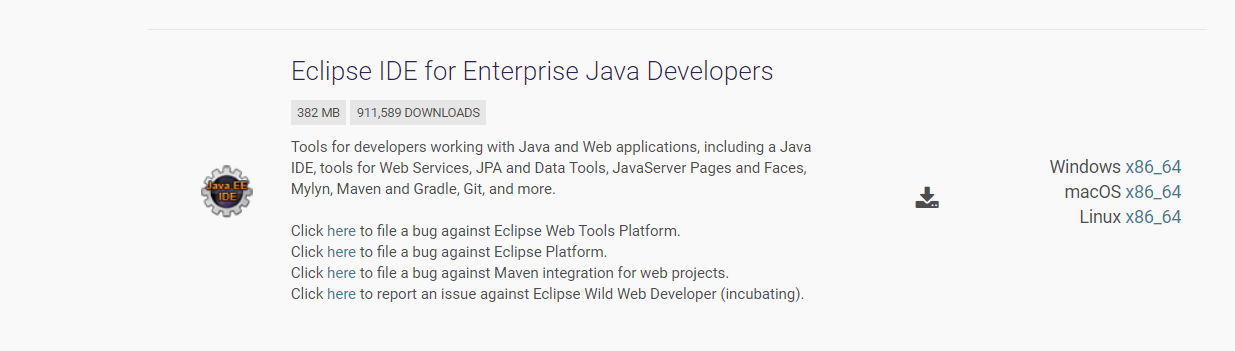 Eclipse IDE for Enterprise Java Developers
382 MB 911,589 DOWNLOADS
Tools for developers working with Java and Web applications, including a Java
IDE, tools for Web Services, JPA and Data Tools, JavaServer Pages and Faces,
Mylyn, Maven and Gradle, Git, and more.
Click here to file a bug against Eclipse Web Tools Platform.
Click here to file a bug against Eclipse Platform.
Click here to file a bug against Maven integration for web projects.
Click here to report an issue against Eclipse Wild Web Developer (incubating).
Java EE
IDE
Windows x86_64
macOS x86_64
Linux x86_64